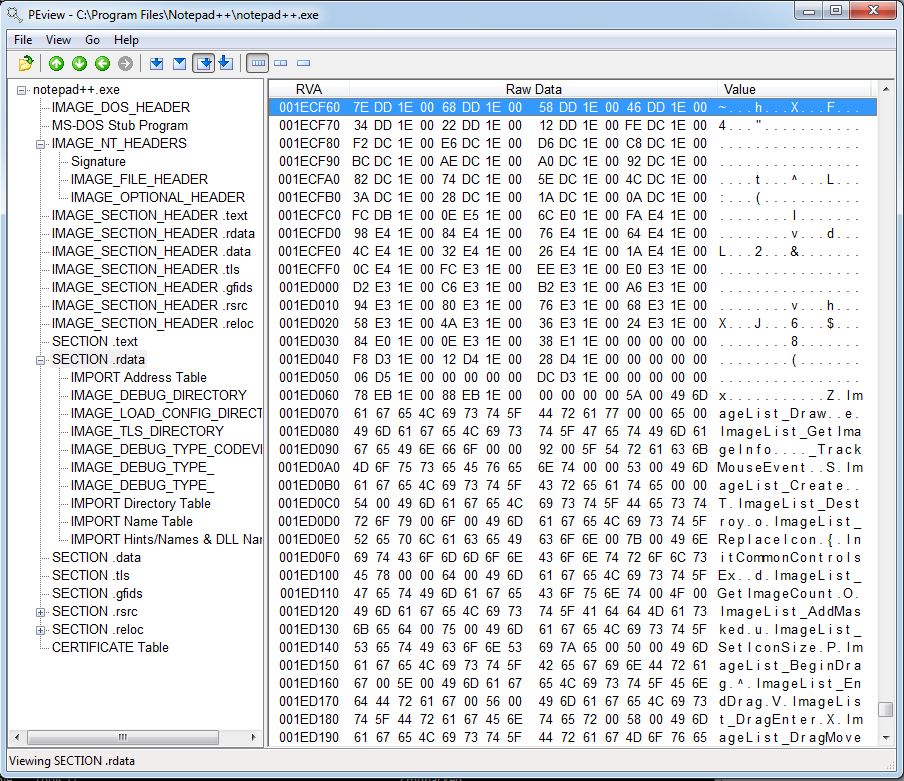 PEview - C:\Program Files\Notepad++\notepad++.exe
File View Go Help
notepad++.exe
IMAGE_DOS_HEADER
MS-DOS Stub Program
IMAGE_NT_HEADERS
Signature
IMAGE_FILE_HEADER
IMAGE_OPTIONAL_HEADER
IMAGE_SECTION_HEADER .text
IMAGE_SECTION_HEADER .rdata
IMAGE_SECTION_HEADER .data
IMAGE_SECTION_HEADER .tls
IMAGE_SECTION_HEADER .gfids
IMAGE_SECTION_HEADER .rsrc
IMAGE_SECTION_HEADER .reloc
SECTION .text
SECTION .rdata
IMPORT Address Table
IMAGE_DEBUG_DIRECTORY
IMAGE_LOAD_CONFIG_DIRECT
IMAGE_TLS_DIRECTORY
IMAGE_DEBUG_TYPE_CODEVI
IMAGE_DEBUG_TYPE_
IMAGE_DEBUG_TYPE_
IMPORT Directory Table
IMPORT Name Table
IMPORT Hints/Names & DLL Nar
SECTION .data
SECTION .tls
SECTION .gfids
SECTION .rsrc
SECTION .reloc
CERTIFICATE Table
RVA Raw Data Value
001ECF60 7E DD 1E 00 68 DD 1E 00 58 DD 1E 00 46 DD 1E 00 ~...h...X...F...
001ECF70 34 DD 1E 00 22 DD 1E 00 12 DD 1E 00 FE DC 1E 00 4..."...........
001ECF80 F2 DC 1E 00 E6 DC 1E 00 D6 DC 1E 00 C8 DC 1E 00 ................
001ECF90 BC DC 1E 00 AE DC 1E 00 A0 DC 1E 00 92 DC 1E 00 ................
001ECFA0 82 DC 1E 00 74 DC 1E 00 5E DC 1E 00 4C DC 1E 00 ....t...^...L...
001ECFB0 3A DC 1E 00 28 DC 1E 00 1A DC 1E 00 0A DC 1E 00 :...(...........
001ECFC0 FC DB 1E 00 0E E5 1E 00 6C E0 1E 00 FA E4 1E 00 ........l.......
001ECFD0 98 E4 1E 00 84 E4 1E 00 76 E4 1E 00 64 E4 1E 00 ........v...d...
001ECFE0 4C E4 1E 00 32 E4 1E 00 26 E4 1E 00 1A E4 1E 00 L...2...&.......
001ECFF0 0C E4 1E 00 FC E3 1E 00 EE E3 1E 00 E0 E3 1E 00 ................
001ED000 D2 E3 1E 00 C6 E3 1E 00 B2 E3 1E 00 A6 E3 1E 00 ................
001ED010 94 E3 1E 00 80 E3 1E 00 76 E3 1E 00 68 E3 1E 00 ........v...h...
001ED020 58 E3 1E 00 4A E3 1E 00 36 E3 1E 00 24 E3 1E 00 X...J...6...$...
001ED030 84 E0 1E 00 0E E3 1E 00 38 E1 1E 00 00 00 00 00 ........8.......
001ED040 F8 D3 1E 00 12 D4 1E 00 28 D4 1E 00 00 00 00 00 ........(.......
001ED050 06 D5 1E 00 00 00 00 00 DC D3 1E 00 00 00 00 00 ................
001ED060 78 EB 1E 00 88 EB 1E 00 00 00 00 00 5A 00 49 6D x...........Z.Im
001ED070 61 67 65 4C 69 73 74 5F 44 72 61 77 00 00 65 00 ageList_Draw..e.
001ED080 49 6D 61 67 65 4C 69 73 74 5F 47 65 74 49 6D 61 ImageList_GetIma
001ED090 67 65 49 6E 66 6F 00 00 92 00 5F 54 72 61 63 6B geInfo...._Track
001ED0A0 4D 6F 75 73 65 45 76 65 6E 74 00 00 53 00 49 6D MouseEvent..S.Im
001ED0B0 61 67 65 4C 69 73 74 5F 43 72 65 61 74 65 00 00 ageList_Create..
001ED0C0 54 00 49 6D 61 67 65 4C 69 73 74 5F 44 65 73 74 T.ImageList_Dest
001ED0D0 72 6F 79 00 6F 00 49 6D 61 67 65 4C 69 73 74 5F roy.o.ImageList_
001ED0E0 52 65 70 6C 61 63 65 49 63 6F 6E 00 7B 00 49 6E ReplaceIcon.{.In
001ED0F0 69 74 43 6F 6D 6D 6F 6E 43 6F 6E 74 72 6F 6C 73 itCommonControls
001ED100 45 78 00 00 64 00 49 6D 61 67 65 4C 69 73 74 5F Ex..d.ImageList_
001ED110 47 65 74 49 6D 61 67 65 43 6F 75 6E 74 00 4F 00 GetImageCount.O.
001ED120 49 6D 61 67 65 4C 69 73 74 5F 41 64 64 4D 61 73 ImageList_AddMas
001ED130 6B 65 64 00 75 00 49 6D 61 67 65 4C 69 73 74 5F ked.u.ImageList_
001ED140 53 65 74 49 63 6F 6E 53 69 7A 65 00 50 00 49 6D SetIconSize.P.Im
001ED150 61 67 65 4C 69 73 74 5F 42 65 67 69 6E 44 72 61 ageList_BeginDra
001ED160 67 00 5E 00 49 6D 61 67 65 4C 69 73 74 5F 45 6E g.^.ImageList_En
001ED170 64 44 72 61 67 00 56 00 49 6D 61 67 65 4C 69 73 dDrag.V.ImageLis
001ED180 74 5F 44 72 61 67 45 6E 74 65 72 00 58 00 49 6D t_DragEnter.X.Im
001ED190 61 67 65 4C 69 73 74 5F 44 72 61 67 4D 6F 76 65 ageList_DragMove
Viewing SECTION .rdata